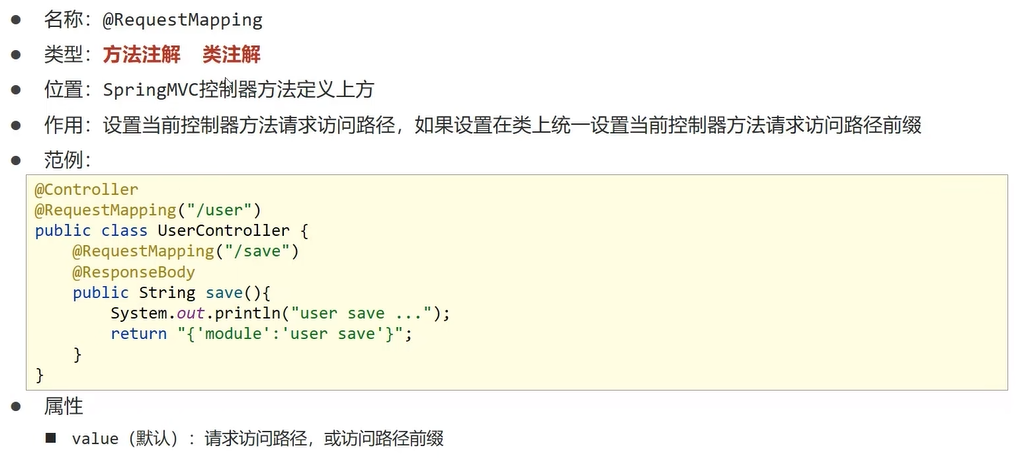 ● 名称：@RequestMapping
● 类型：方法注解 类注解
● 位置：SpringMVC控制器方法定义上方
● 作用：设置当前控制器方法请求访问路径，如果设置在类上统一设置当前控制器方法请求访问路径前缀
● 范例：
@Controller
@RequestMapping("/user")
public class UserController {
    @RequestMapping("/save")
    @ResponseBody
    public String save(){
        System.out.println("user save ...");
        return "{'module':'user save'}";
    }
}
● 属性
■ value（默认）：请求访问路径，或访问路径前缀